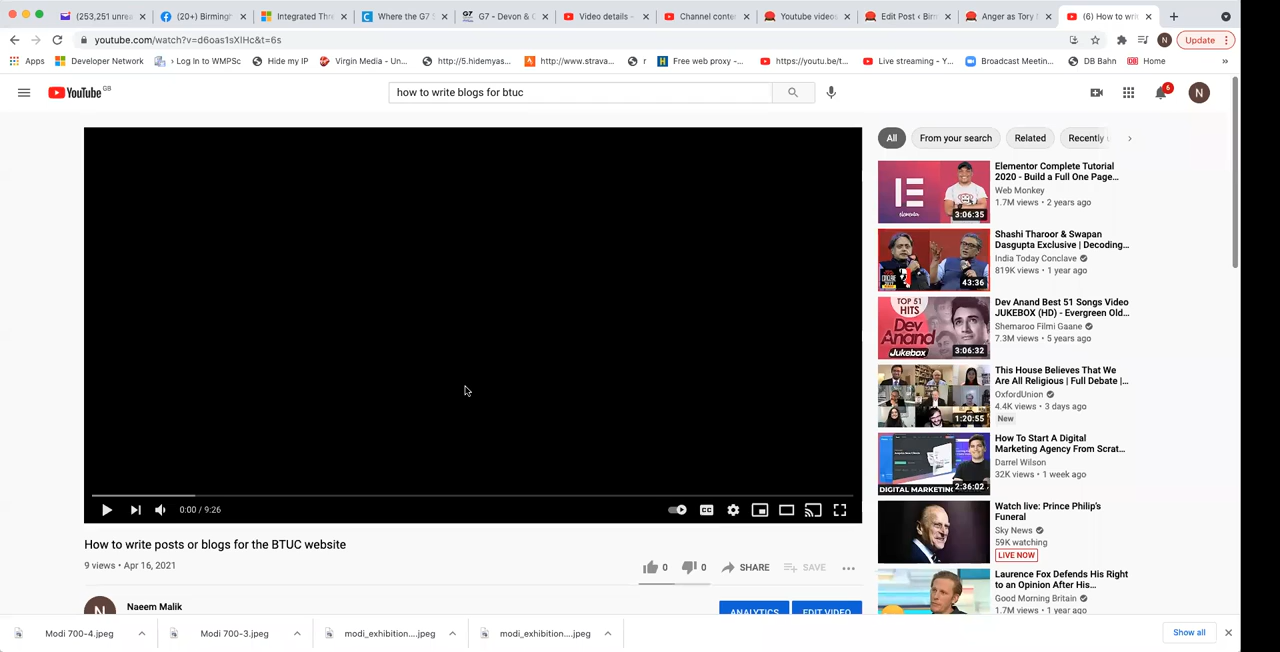 (253,251 unrea
(20+) Birming
Integrated Thre
Where the G7 S
G7 - Devon & C
Video details -
Channel conte
Youtube videos
Edit Post ‹ Birm
Anger as Tory M
(6) How to writ
youtube.com/watch?v=d6oas1sXlHc&t=6s
N
Update
Apps
Developer Network
› Log In to WMPSc
Hide my IP
Virgin Media - Un...
http://5.hidemyas...
http://www.strava...
r
Free web proxy -...
https://youtu.be/t...
Live streaming - Y...
Broadcast Meetin...
DB Bahn
Home
»
YouTube GB
how to write blogs for btuc
6
N
All
From your search
Related
Recently
Elementor Complete Tutorial
2020 - Build a Full One Page...
Web Monkey
1.7M views • 2 years ago
elementor
3:06:35
Shashi Tharoor & Swapan
Dasgupta Exclusive | Decoding...
India Today Conclave
819K views • 1 year ago
43:36
Dev Anand Best 51 Songs Video
JUKEBOX (HD) - Evergreen Old...
Shemaroo Filmi Gaane
7.3M views • 5 years ago
TOP 51
HITS
Dev
Anand
Jukebox
3:06:32
This House Believes That We
Are All Religious | Full Debate |...
OxfordUnion
4.4K views • 3 days ago
New
1:20:55
How To Start A Digital
Marketing Agency From Scrat...
Darrel Wilson
32K views • 1 week ago
DIGITAL MARKETING
2:36:02
Watch live: Prince Philip's
Funeral
Sky News
59K watching
LIVE NOW
Laurence Fox Defends His Right
to an Opinion After His...
Good Morning Britain
1.7M views • 1 year ago
0:00 / 9:26
CC
How to write posts or blogs for the BTUC website
9 views • Apr 16, 2021
0
0
SHARE
SAVE
N
Naeem Malik
ANALYTICS
EDIT VIDEO
Modi 700-4.jpeg
Modi 700-3.jpeg
modi_exhibition....jpeg
modi_exhibition....jpeg
Show all